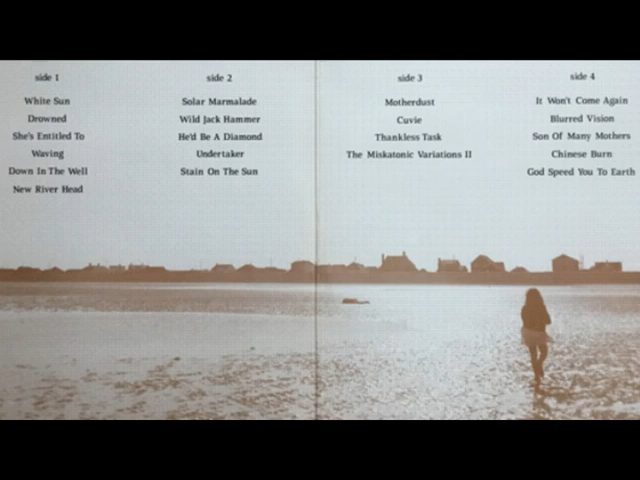 side 1
White Sun
Drowned
She's Entitled To
Waving
Down In The Well
New River Head
side 2
Solar Marmalade
Wild Jack Hammer
He'd Be A Diamond
Undertaker
Stain On The Sun
side 3
Motherdust
Cuvie
Thankless Task
The Miskatonic Variations II
side 4
It Won't Come Again
Blurred Vision
Son Of Many Mothers
Chinese Burn
God Speed You To Earth